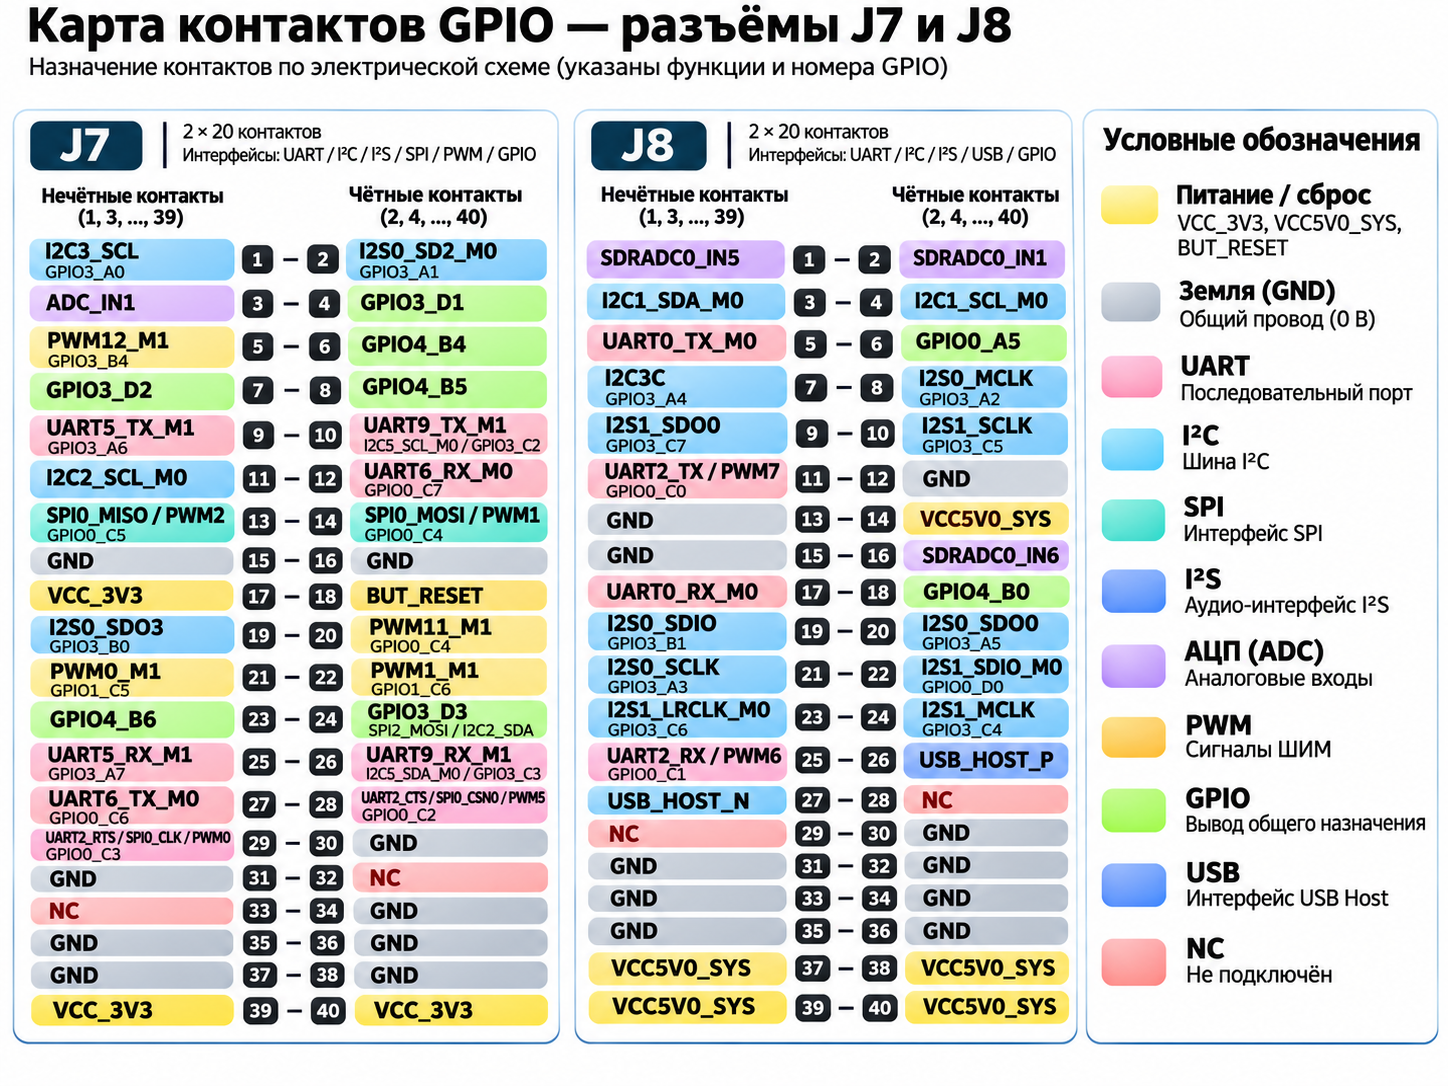 Карта контактов GPIO — разъёмы J7 и J8
Назначение контактов по электрической схеме (указаны функции и номера GPIO)
J7
2 × 20 контактов
Интерфейсы: UART / I²C / I²S / SPI / PWM / GPIO
Нечётные контакты
(1, 3, ..., 39)
Чётные контакты
(2, 4, ..., 40)
I2C3_SCL
GPIO3_A0
1 – 2
I2S0_SD2_M0
GPIO3_A1
ADC_IN1
3 – 4
GPIO3_D1
PWM12_M1
GPIO3_B4
5 – 6
GPIO4_B4
GPIO3_D2
7 – 8
GPIO4_B5
UART5_TX_M1
GPIO3_A6
9 – 10
UART9_TX_M1
I2C5_SCL_M0 / GPIO3_C2
I2C2_SCL_M0
11 – 12
UART6_RX_M0
GPIO0_C7
SPI0_MISO / PWM2
GPIO0_C5
13 – 14
SPI0_MOSI / PWM1
GPIO0_C4
GND
15 – 16
GND
VCC_3V3
17 – 18
BUT_RESET
I2S0_SDO3
GPIO3_B0
19 – 20
PWM11_M1
GPIO0_C4
PWM0_M1
GPIO1_C5
21 – 22
PWM1_M1
GPIO1_C6
GPIO4_B6
23 – 24
GPIO3_D3
SPI2_MOSI / I2C2_SDA
UART5_RX_M1
GPIO3_A7
25 – 26
UART9_RX_M1
I2C5_SDA_M0 / GPIO3_C3
UART6_TX_M0
GPIO0_C6
27 – 28
UART2_CTS / SPI0_CSN0 / PWM5
GPIO0_C2
UART2_RTS / SPI0_CLK / PWM0
GPIO0_C3
29 – 30
GND
GND
31 – 32
NC
NC
33 – 34
GND
GND
35 – 36
GND
GND
37 – 38
GND
VCC_3V3
39 – 40
VCC_3V3
J8
2 × 20 контактов
Интерфейсы: UART / I²C / I²S / USB / GPIO
Нечётные контакты
(1, 3, ..., 39)
Чётные контакты
(2, 4, ..., 40)
SDRADC0_IN5
1 – 2
SDRADC0_IN1
I2C1_SDA_M0
3 – 4
I2C1_SCL_M0
UART0_TX_M0
5 – 6
GPIO0_A5
I2C3C
GPIO3_A4
7 – 8
I2S0_MCLK
GPIO3_A2
I2S1_SDO0
GPIO3_C7
9 – 10
I2S1_SCLK
GPIO3_C5
UART2_TX / PWM7
GPIO0_C0
11 – 12
GND
GND
13 – 14
VCC5V0_SYS
GND
15 – 16
SDRADC0_IN6
UART0_RX_M0
17 – 18
GPIO4_B0
I2S0_SDIO
GPIO3_B1
19 – 20
I2S0_SDO0
GPIO3_A5
I2S0_SCLK
GPIO3_A3
21 – 22
I2S1_SDIO_M0
GPIO0_D0
I2S1_LRCLK_M0
GPIO3_C6
23 – 24
I2S1_MCLK
GPIO3_C4
UART2_RX / PWM6
GPIO0_C1
25 – 26
USB_HOST_P
USB_HOST_N
27 – 28
NC
NC
29 – 30
GND
GND
31 – 32
GND
GND
33 – 34
GND
GND
35 – 36
GND
VCC5V0_SYS
37 – 38
VCC5V0_SYS
VCC5V0_SYS
39 – 40
VCC5V0_SYS
Условные обозначения
Питание / сброс
VCC_3V3, VCC5V0_SYS,
BUT_RESET
Земля (GND)
Общий провод (0 В)
UART
Последовательный порт
I²C
Шина I²C
SPI
Интерфейс SPI
I²S
Аудио-интерфейс I²S
АЦП (ADC)
Аналоговые входы
PWM
Сигналы ШИМ
GPIO
Вывод общего назначения
USB
Интерфейс USB Host
NC
Не подключён